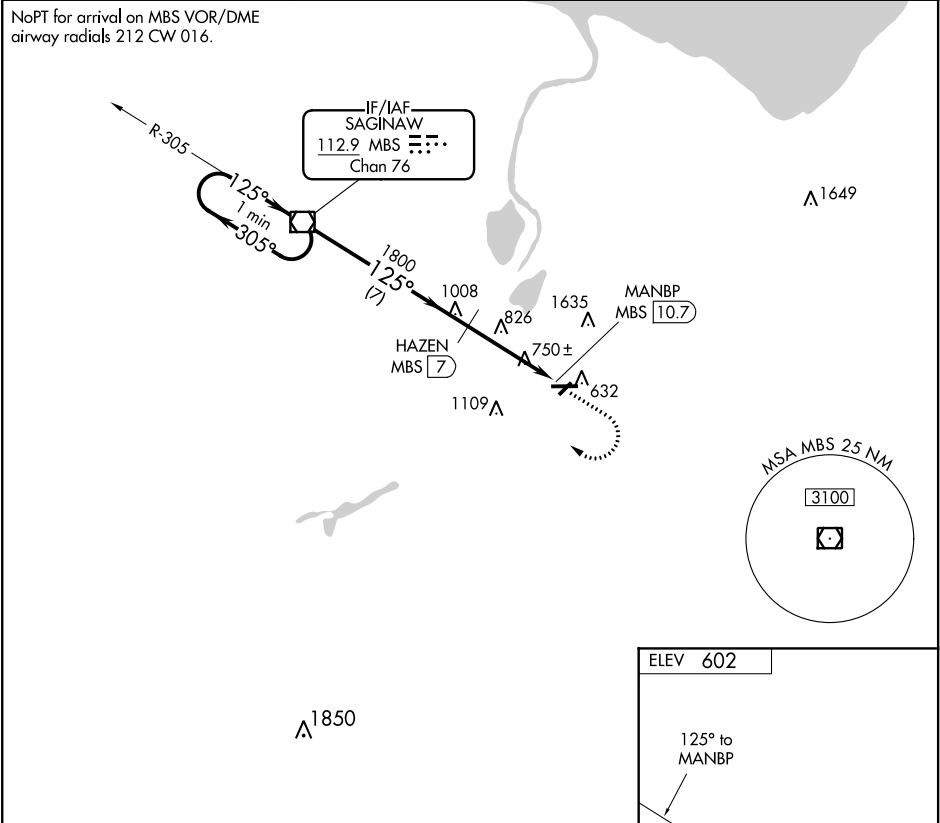 NoPT for arrival on MBS VOR/DME
airway radials 212 CW 016.
IF/IAF
SAGINAW
112.9 MBS
Chan 76
R-305
125°
1 min
305°
1649
1800
125°
(7)
1008
826
1635
MANBP
MBS 10.7
HAZEN
MBS 7
750 ±
632
1109
MSA MBS 25 NM
3100
ELEV 602
1850
125° to
MANBP